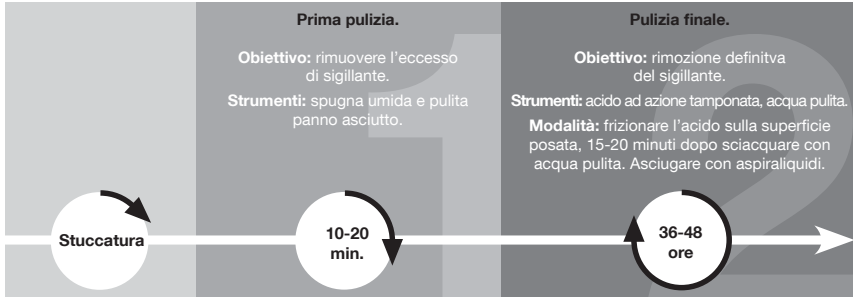 Prima pulizia.
Obiettivo: rimuovere l'eccesso
di sigillante.
Strumenti: spugna umida e pulita
panno asciutto.
1
Pulizia finale.
Obiettivo: rimozione definitva
del sigillante.
Strumenti: acido ad azione tamponata, acqua pulita.
Modalità: frizionare l'acido sulla superficie
posata, 15-20 minuti dopo sciacquare con
acqua pulita. Asciugare con aspiraliquidi.
2
Stuccatura
10-20
min.
36-48
ore